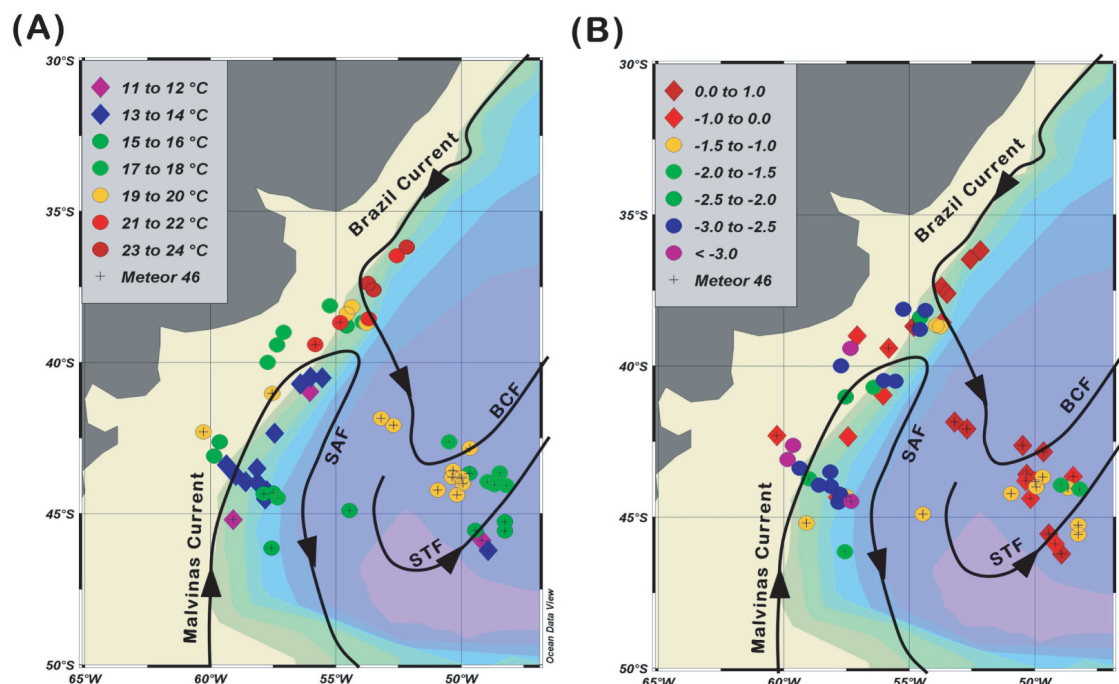 (A)
30°S
35°S
40°S
45°S
50°S
65°W
60°W
55°W
50°W
11 to 12 °C
13 to 14 °C
15 to 16 °C
17 to 18 °C
19 to 20 °C
21 to 22 °C
23 to 24 °C
Meteor 46
Brazil Current
Malvinas Current
SAF
BCF
STF
Ocean Data View
(B)
30°S
35°S
40°S
45°S
50°S
65°W
60°W
55°W
50°W
0.0 to 1.0
-1.0 to 0.0
-1.5 to -1.0
-2.0 to -1.5
-2.5 to -2.0
-3.0 to -2.5
< -3.0
Meteor 46
Brazil Current
Malvinas Current
SAF
BCF
STF